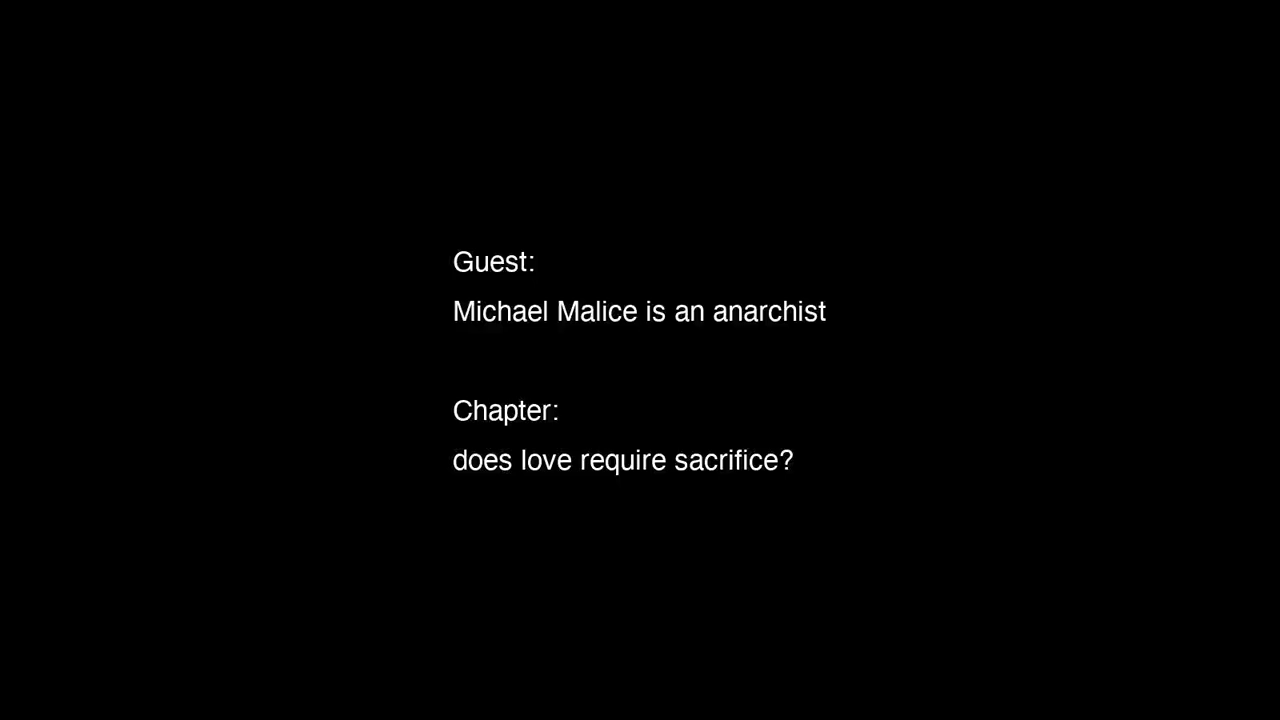 Guest:
Michael Malice is an anarchist
Chapter:
does love require sacrifice?